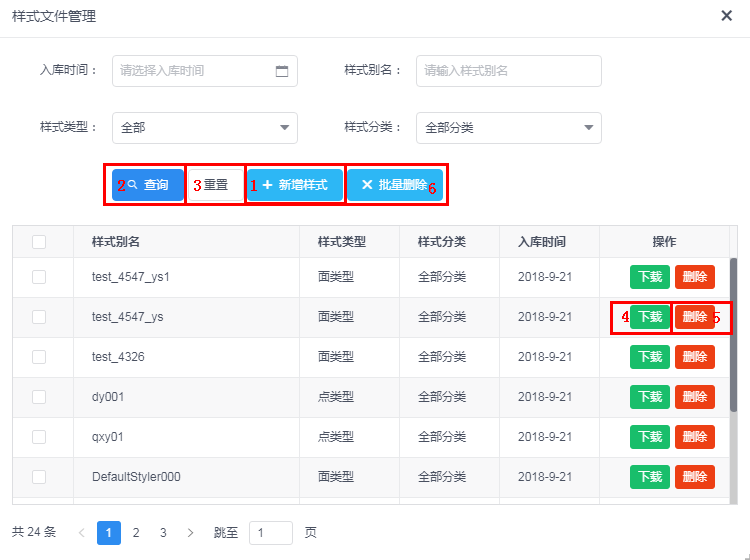 样式文件管理
入库时间： 请选择入库时间 样式别名： 请输入样式别名
样式类型： 全部 样式分类： 全部分类
2 查询 3 重置 1 新增样式 批量删除 6
样式别名 样式类型 样式分类 入库时间 操作
test_4547_ys1 面类型 全部分类 2018-9-21 下载 删除
test_4547_ys 面类型 全部分类 2018-9-21 4 下载 删除 5
test_4326 面类型 全部分类 2018-9-21 下载 删除
dy001 点类型 全部分类 2018-9-21 下载 删除
qxy01 点类型 全部分类 2018-9-21 下载 删除
DefaultStyler000 面类型 全部分类 2018-9-21 下载 删除
共 24 条 < 1 2 3 > 跳至 1 页